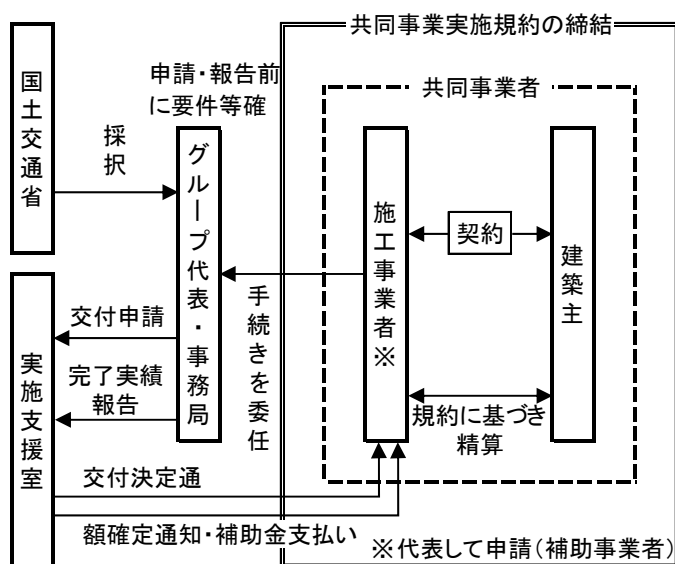 共同事業実施規約の締結
国土交通省
採択
申請・報告前
に要件等確
グループ代表・事務局
共同事業者
施工事業者※
契約
建築主
手続きを委任
交付申請
完了実績
報告
実施支援室
規約に基づき
精算
交付決定通
額確定通知・補助金支払い
※代表して申請(補助事業者)